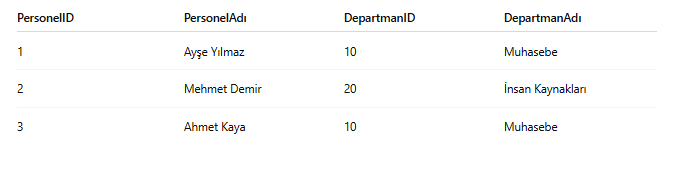 PersonelID PersonelAdı DepartmanID DepartmanAdı
1 Ayşe Yılmaz 10 Muhasebe
2 Mehmet Demir 20 İnsan Kaynakları
3 Ahmet Kaya 10 Muhasebe